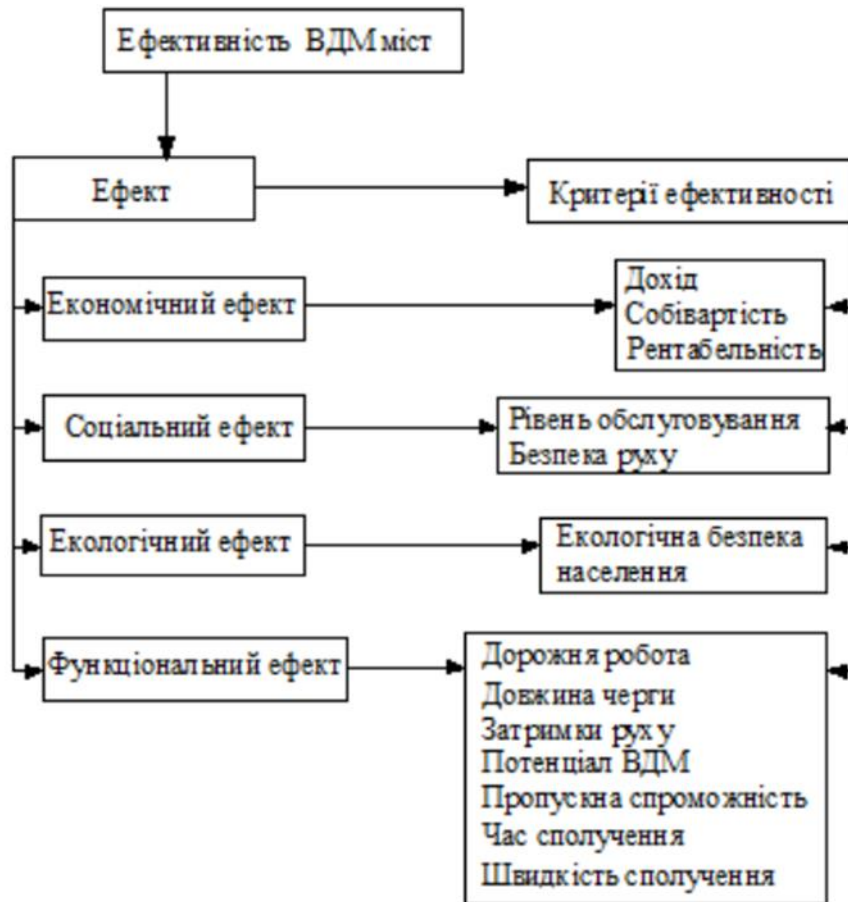 Ефективність ВДМ міст
Ефект
Критерії ефективності
Економічний ефект
Дохід
Собівартість
Рентабельність
Соціальний ефект
Рівень обслуговування
Безпека руху
Екологічний ефект
Екологічна безпека
населення
Функціональний ефект
Дорожня робота
Довжина черги
Затримки руху
Потенціал ВДМ
Пропускна спроможність
Час сполучення
Швидкість сполучення